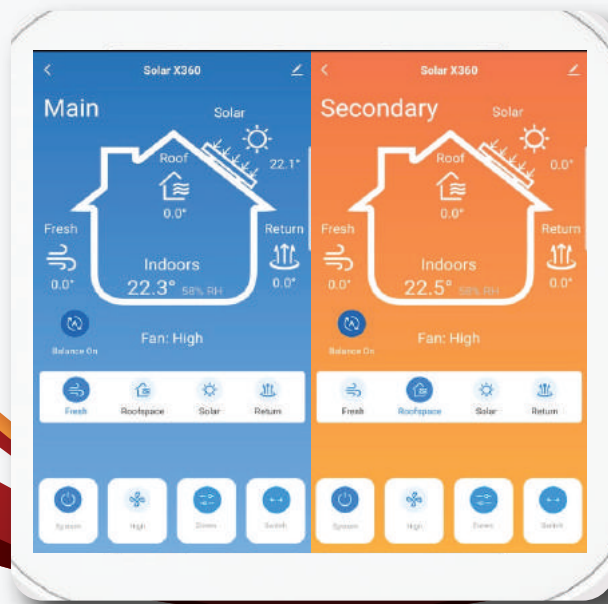 Solar X360
Main
Solar
Roof
22.1°
0.0°
Fresh
Return
0.0°
Indoors
0.0°
22.3° 58% RH
Balance On
Fan: High
Fresh
Roofspace
Solar
Return
System
High
Zones
Switch
Solar X360
Secondary
Solar
Roof
0.0°
0.0°
Fresh
Return
0.0°
Indoors
0.0°
22.5° 58% RH
Balance On
Fan: High
Fresh
Roofspace
Solar
Return
System
High
Zones
Switch